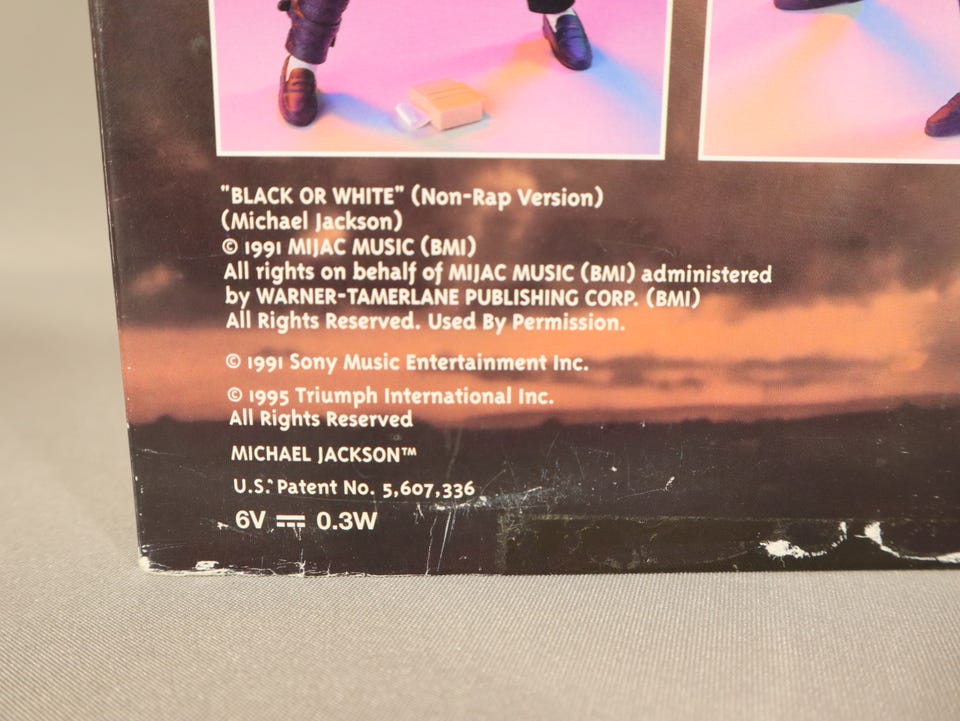 "BLACK OR WHITE" (Non-Rap Version)
(Michael Jackson)
© 1991 MIJAC MUSIC (BMI)
All rights on behalf of MIJAC MUSIC (BMI) administered
by WARNER-TAMERLANE PUBLISHING CORP. (BMI)
All Rights Reserved. Used By Permission.
© 1991 Sony Music Entertainment Inc.
© 1995 Triumph International Inc.
All Rights Reserved
MICHAEL JACKSON™
U.S. Patent No. 5,607,336
6V ⎓ 0.3W